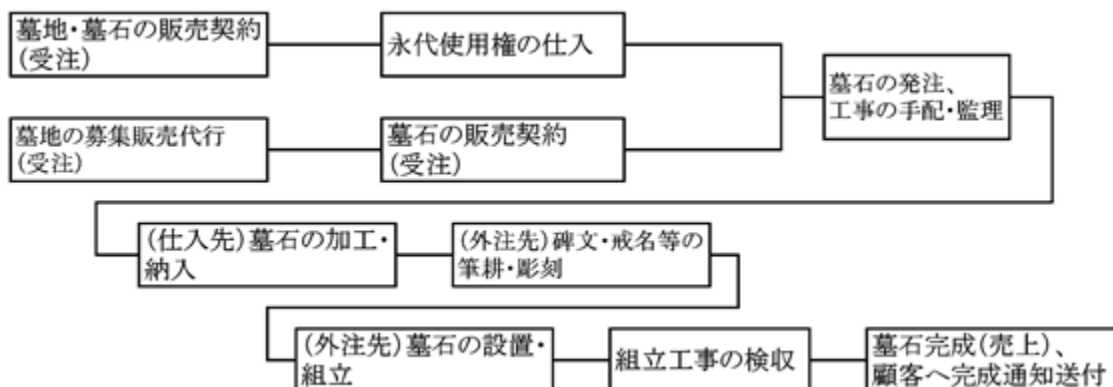 墓地・墓石の販売契約
(受注)
永代使用権の仕入
墓地の募集販売代行
(受注)
墓石の販売契約
(受注)
墓石の発注、
工事の手配・監理
(仕入先)墓石の加工・
納入
(外注先)碑文・戒名等の
筆耕・彫刻
(外注先)墓石の設置・
組立
組立工事の検収
墓石完成(売上)、
顧客へ完成通知送付